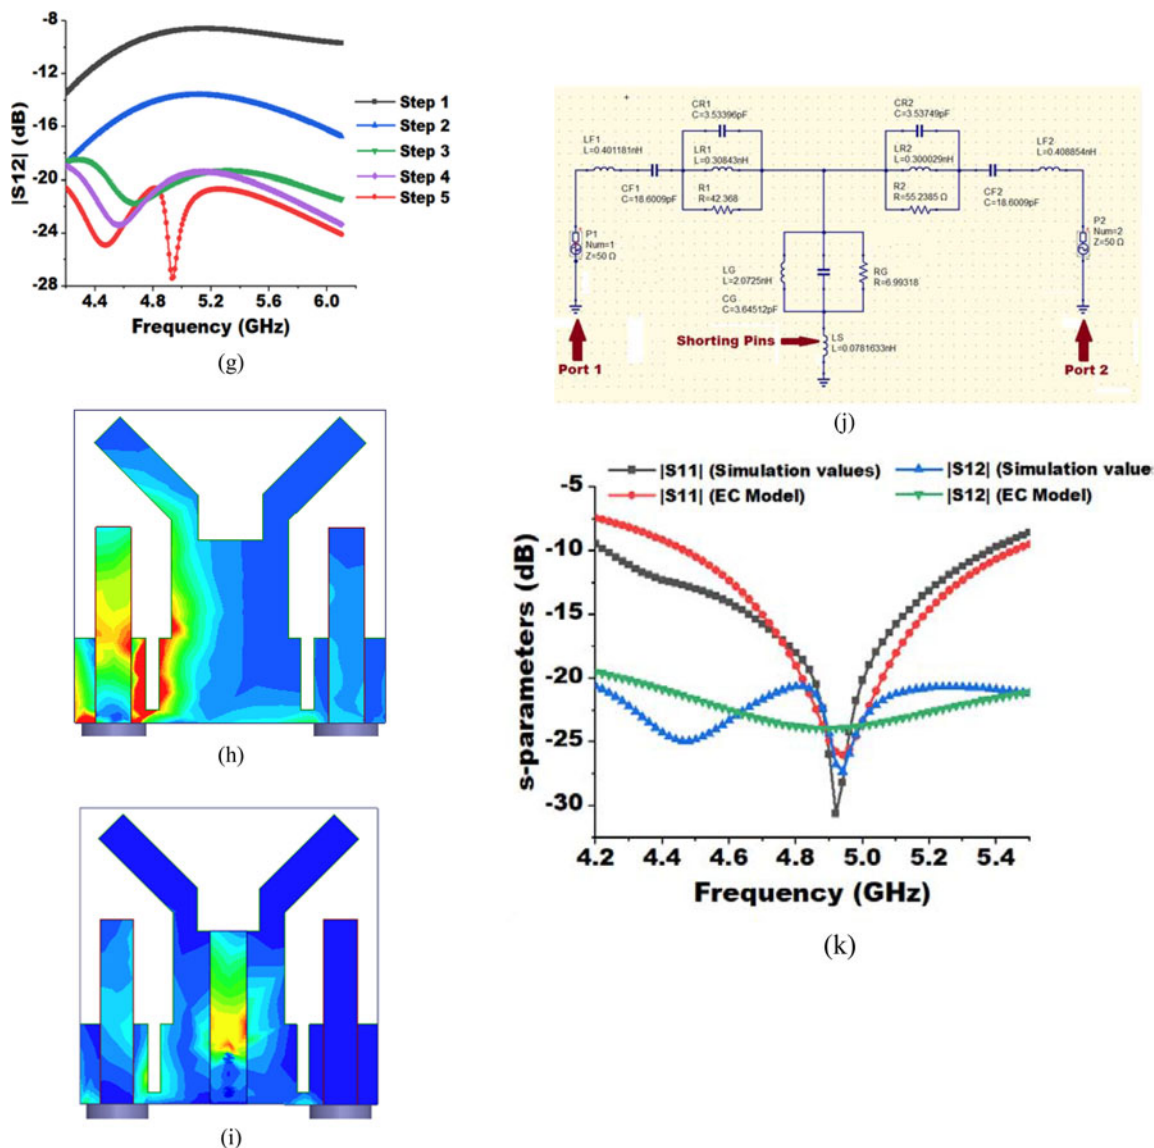 -8
-12
-16
-20
-24
-28
|S12| (dB)
Step 1
Step 2
Step 3
Step 4
Step 5
4.4 4.8 5.2 5.6 6.0
Frequency (GHz)
(g)
(h)
(i)
CR1
C=3.53396pF
LR1
L=0.30843nH
R1
R=42.368
LF1
L=0.401181nH
CF1
C=18.6009pF
CR2
C=3.53749pF
LR2
L=0.300029nH
R2
R=55.2385 Ω
LF2
L=0.408854nH
CF2
C=18.6009pF
P1
Num=1
Z=50 Ω
P2
Num=2
Z=50 Ω
LG
L=2.0725nH
CG
C=3.64512pF
RG
R=6.99318
Shorting Pins
LS
L=0.0781633nH
Port 1
Port 2
(j)
|S11| (Simulation values) |S12| (Simulation value
|S11| (EC Model) |S12| (EC Model)
-5
-10
-15
-20
-25
-30
s-parameters (dB)
4.2 4.4 4.6 4.8 5.0 5.2 5.4
Frequency (GHz)
(k)